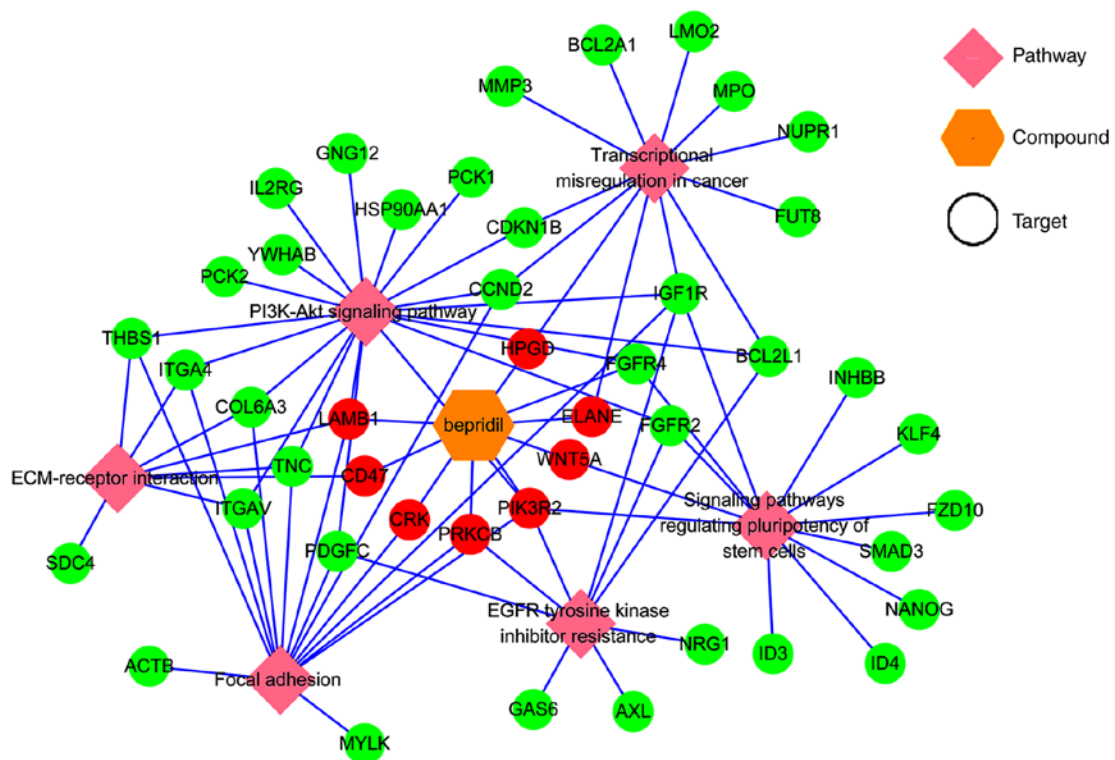 BCL2A1
LMO2
Pathway
MMP3
MPO
NUPR1
Compound
GNG12
Transcriptional
misregulation in cancer
IL2RG
PCK1
HSP90AA1
CDKN1B
FUT8
Target
YWHAB
PCK2
CCND2
IGF1R
PI3K-Akt signaling pathway
THBS1
HPGD
ITGA4
FGFR4
BCL2L1
INHBB
COL6A3
LAMB1
bepridil
ELANE
FGFR2
KLF4
TNC
CD47
WNT5A
ECM-receptor interaction
ITGAV
CRK
PIK3R2
Signaling pathways
regulating pluripotency of
stem cells
FZD10
PRKCB
PDGFC
SMAD3
SDC4
NANOG
EGFR tyrosine kinase
inhibitor resistance
NRG1
ID3
ID4
ACTB
Focal adhesion
GAS6
AXL
MYLK